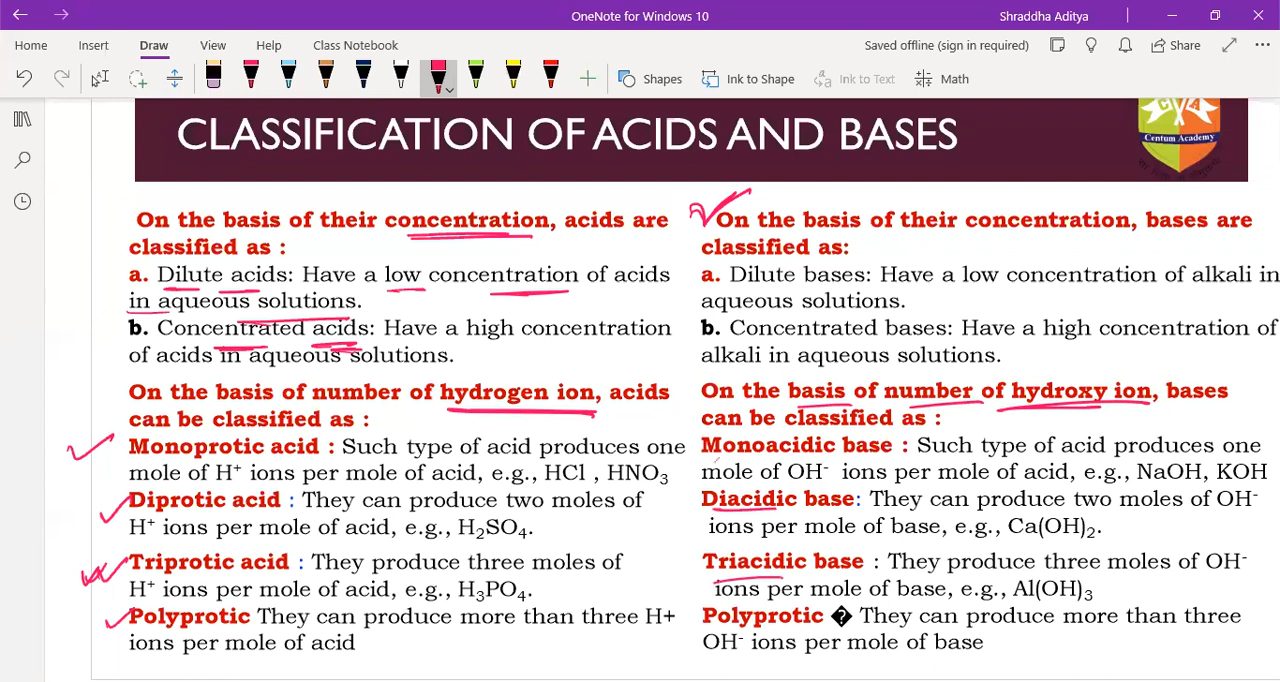 OneNote for Windows 10
Shraddha Aditya
Home Insert Draw View Help Class Notebook
Saved offline (sign in required) Share
Shapes Ink to Shape Ink to Text Math
CLASSIFICATION OF ACIDS AND BASES
Centum Academy
On the basis of their concentration, acids are
classified as :
a. Dilute acids: Have a low concentration of acids
in aqueous solutions.
b. Concentrated acids: Have a high concentration
of acids in aqueous solutions.
On the basis of number of hydrogen ion, acids
can be classified as :
Monoprotic acid : Such type of acid produces one
mole of H⁺ ions per mole of acid, e.g., HCl , HNO₃
Diprotic acid : They can produce two moles of
H⁺ ions per mole of acid, e.g., H₂SO₄.
Triprotic acid : They produce three moles of
H⁺ ions per mole of acid, e.g., H₃PO₄.
Polyprotic They can produce more than three H+
ions per mole of acid
On the basis of their concentration, bases are
classified as:
a. Dilute bases: Have a low concentration of alkali in
aqueous solutions.
b. Concentrated bases: Have a high concentration of
alkali in aqueous solutions.
On the basis of number of hydroxy ion, bases
can be classified as :
Monoacidic base : Such type of acid produces one
mole of OH⁻ ions per mole of acid, e.g., NaOH, KOH
Diacidic base: They can produce two moles of OH⁻
ions per mole of base, e.g., Ca(OH)₂.
Triacidic base : They produce three moles of OH⁻
ions per mole of base, e.g., Al(OH)₃
Polyprotic � They can produce more than three
OH⁻ ions per mole of base